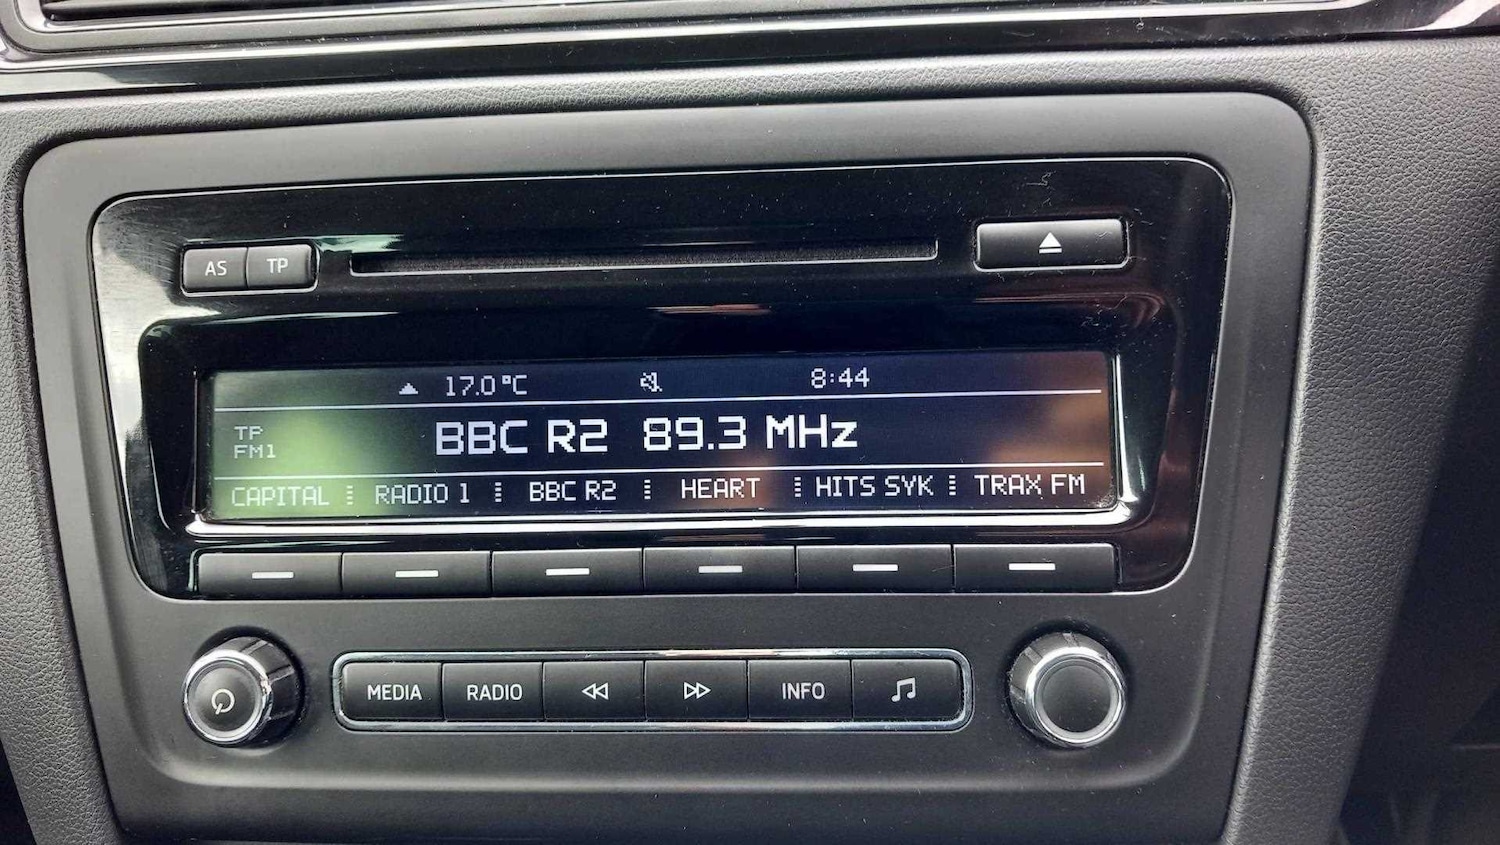 AS TP
17.0°C 8:44
TP
FM1
BBC R2 89.3 MHz
CAPITAL RADIO 1 BBC R2 HEART HITS SYK TRAX FM
MEDIA RADIO INFO